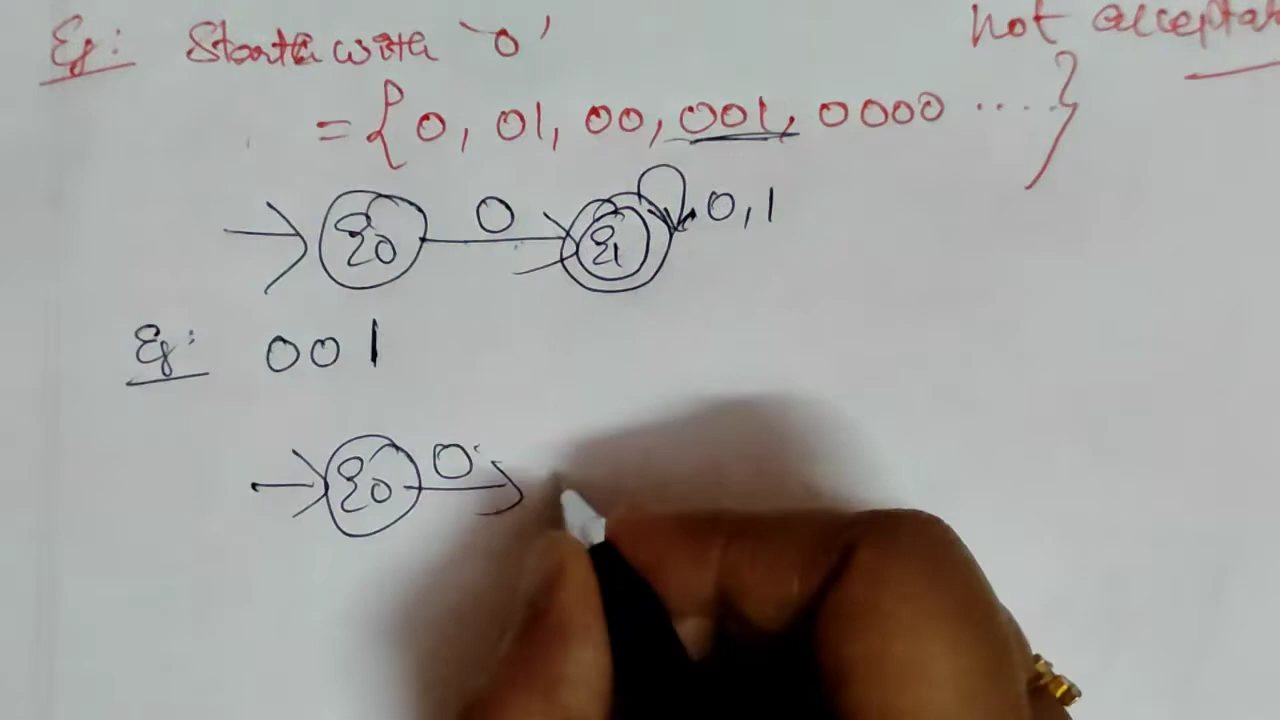 Eg: Starts with '0' not accepta
= {0, 01, 00, 001, 0000 ....}
q0 0 q1 0,1
Eg: 001
q0 0